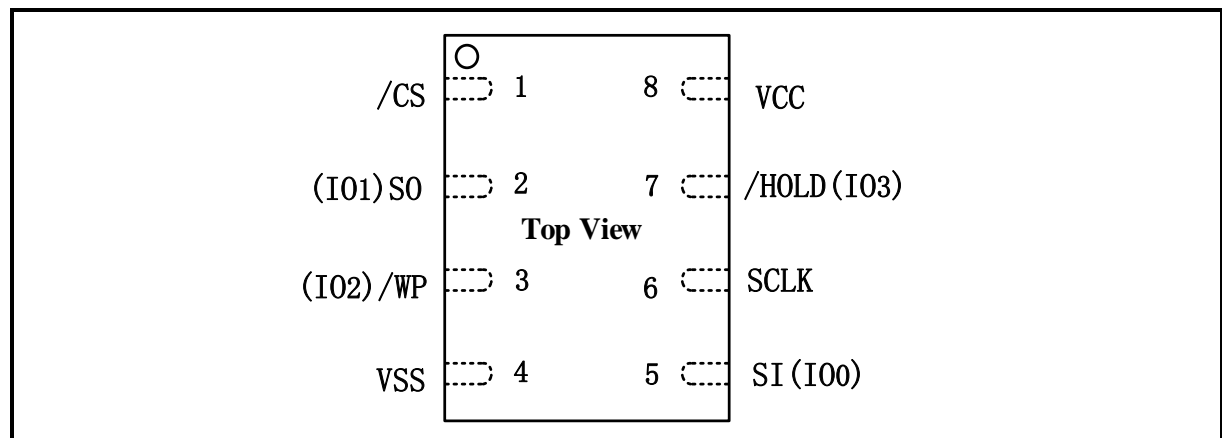 /CS 1 8 VCC
(IO1)SO 2 7 /HOLD(IO3)
Top View
(IO2)/WP 3 6 SCLK
VSS 4 5 SI(IO0)